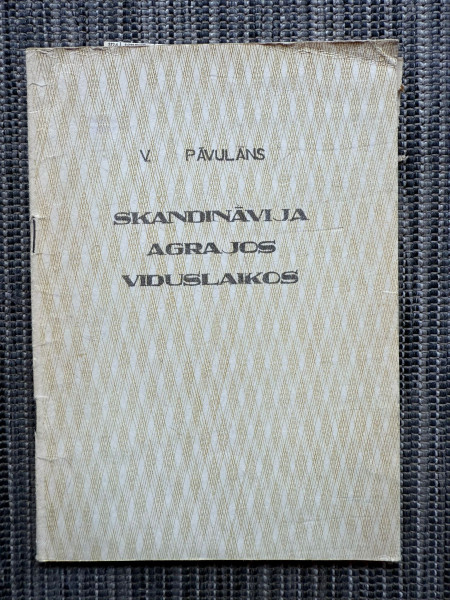 V. PĀVULĀNS
SKANDINĀVIJA
AGRAJOS
VIDUSLAIKOS